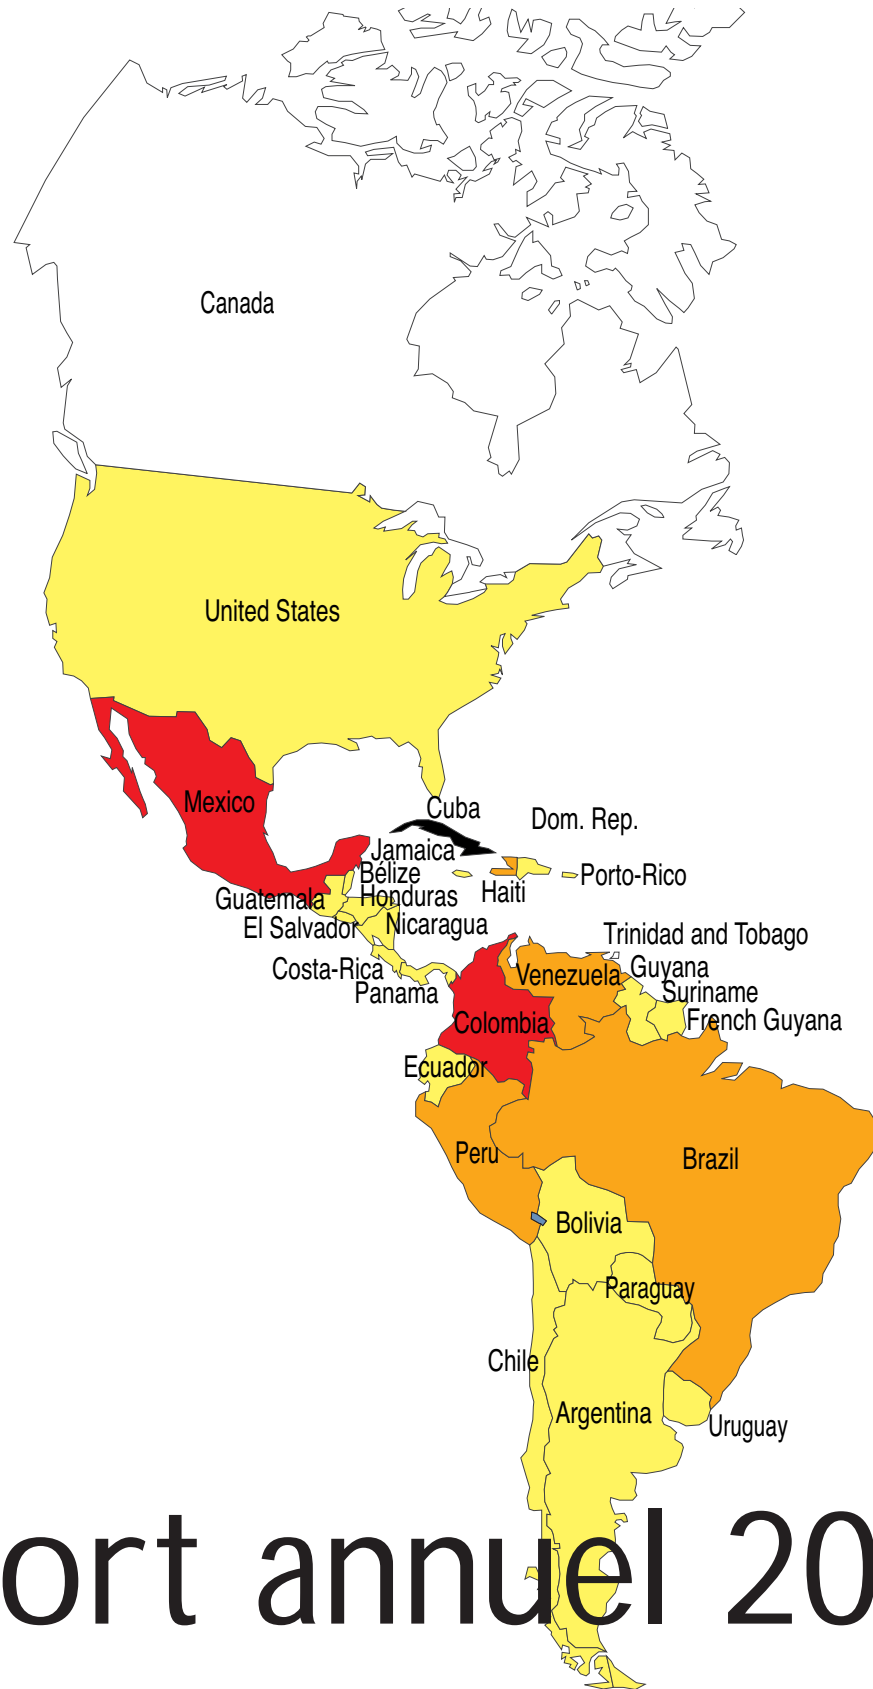 Canada
United States
Mexico
Cuba
Dom. Rep.
Jamaica
Bélize
Porto-Rico
Haiti
Guatemala
Honduras
El Salvador
Nicaragua
Trinidad and Tobago
Costa-Rica
Venezuela
Guyana
Panama
Suriname
Colombia
French Guyana
Ecuador
Peru
Brazil
Bolivia
Paraguay
Chile
Argentina
Uruguay
ort annuel 20